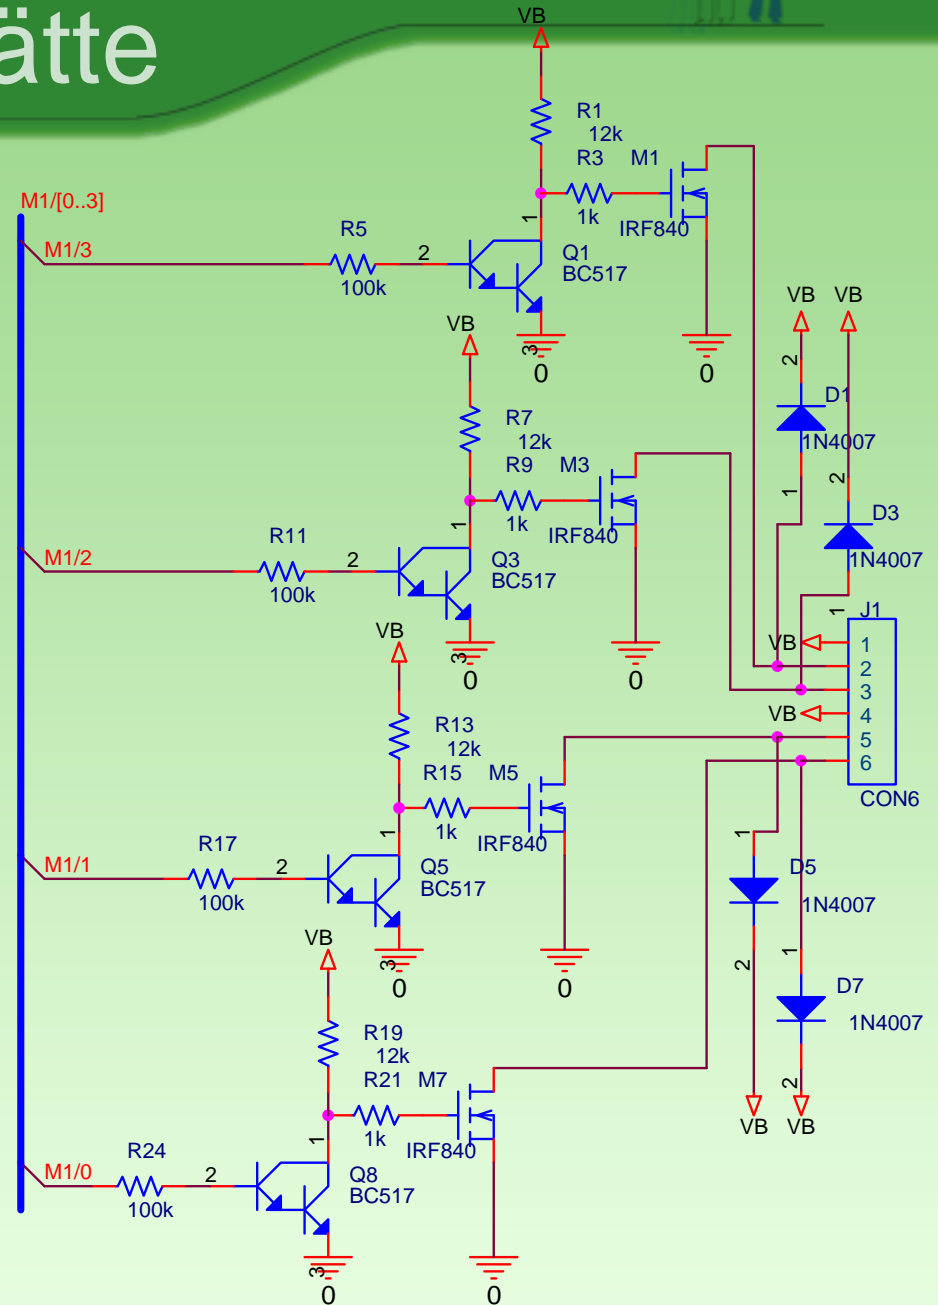 ätte
VB
R1
12k
R3 M1
1k IRF840
M1/[0..3]
M1/3
R5
100k
2
1
Q1
BC517
3
0
0
VB
R7
12k
R9 M3
1k IRF840
M1/2
R11
100k
2
1
Q3
BC517
3
0
0
VB VB
2
D1
1N4007
1
2
D3
1N4007
1
J1
VB
1
2
3
VB
4
5
6
CON6
VB
R13
12k
R15 M5
1k IRF840
M1/1
R17
100k
2
1
Q5
BC517
3
0
0
1
D5
1N4007
2
1
D7
1N4007
2
VB VB
VB
R19
12k
R21 M7
1k IRF840
M1/0
R24
100k
2
1
Q8
BC517
3
0
0